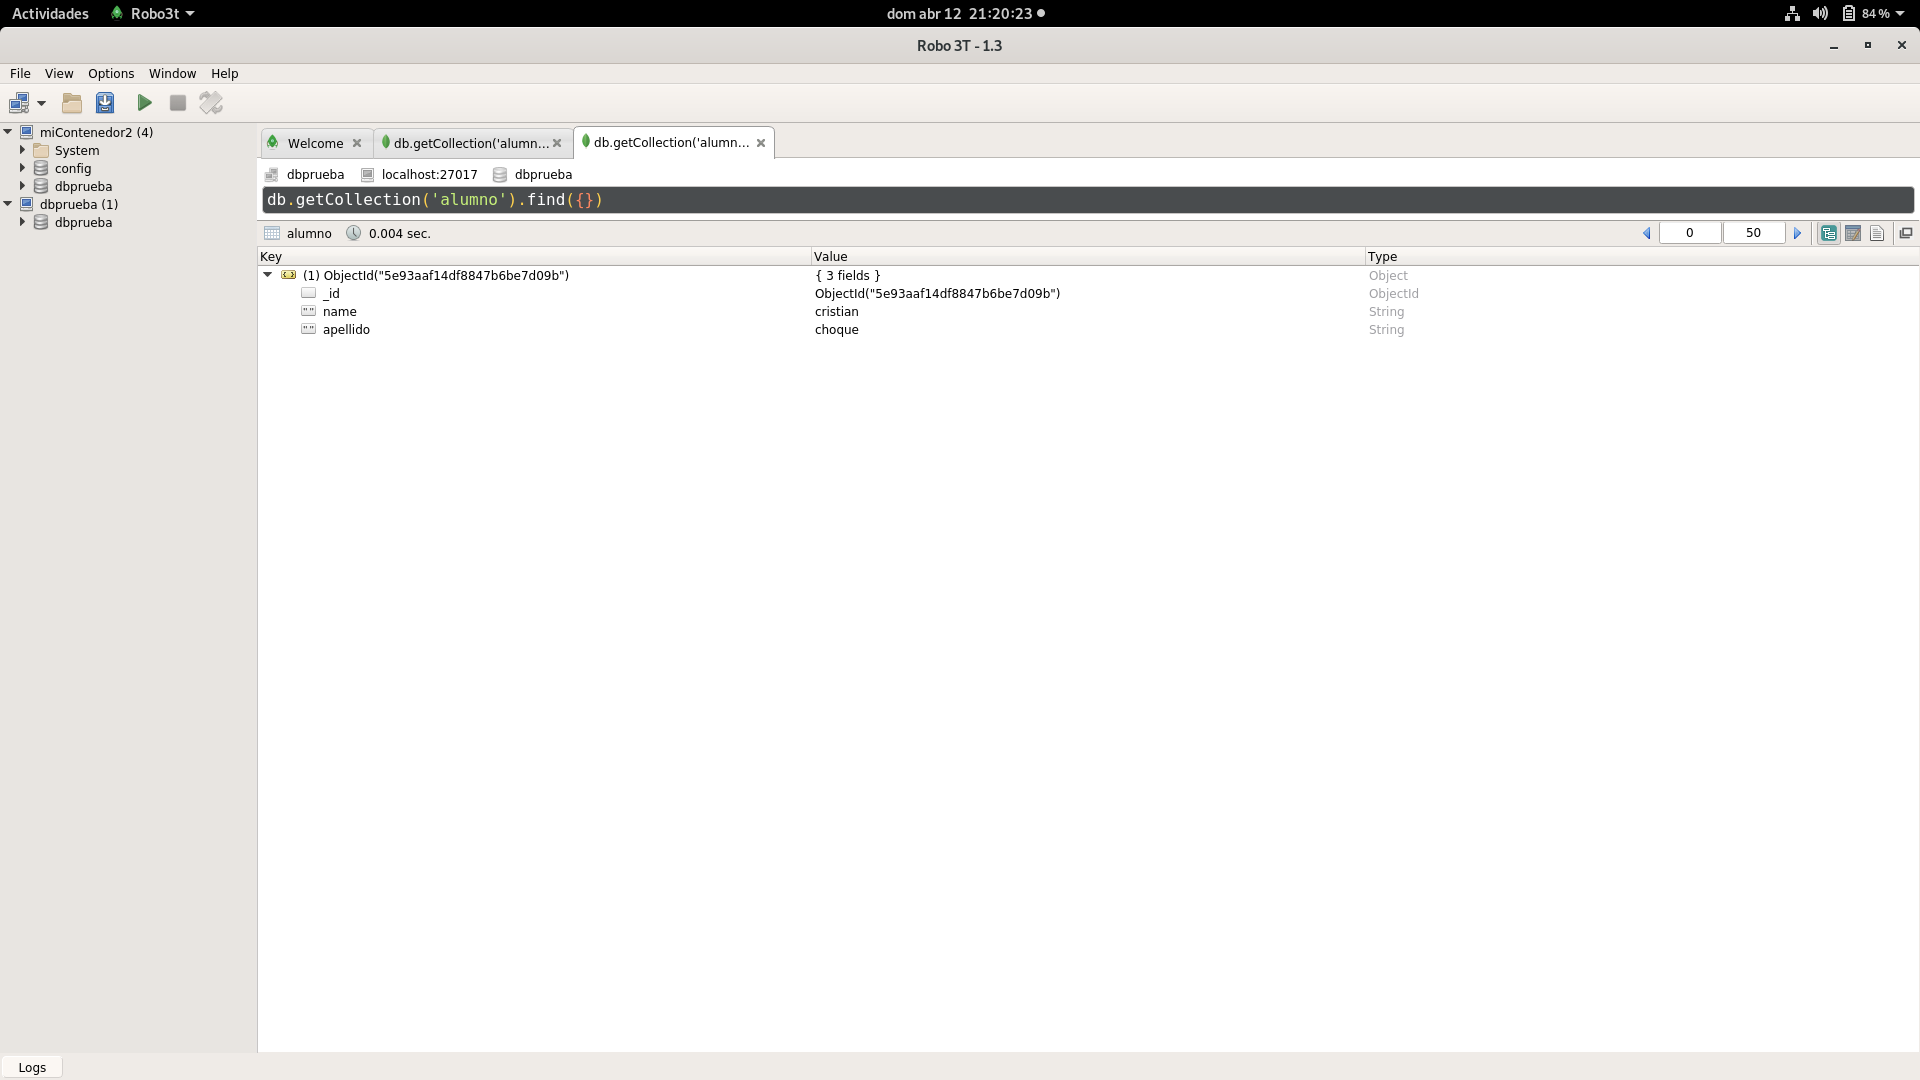 Actividades Robo3t dom abr 12 21:20:23 84 %
Robo 3T - 1.3
File View Options Window Help
miContenedor2 (4)
System
config
dbprueba
dbprueba (1)
dbprueba
Welcome db.getCollection('alumn... db.getCollection('alumn...
dbprueba localhost:27017 dbprueba
db.getCollection('alumno').find({})
alumno 0.004 sec. 0 50
Key Value Type
(1) ObjectId("5e93aaf14df8847b6be7d09b") { 3 fields } Object
_id ObjectId("5e93aaf14df8847b6be7d09b") ObjectId
name cristian String
apellido choque String
Logs